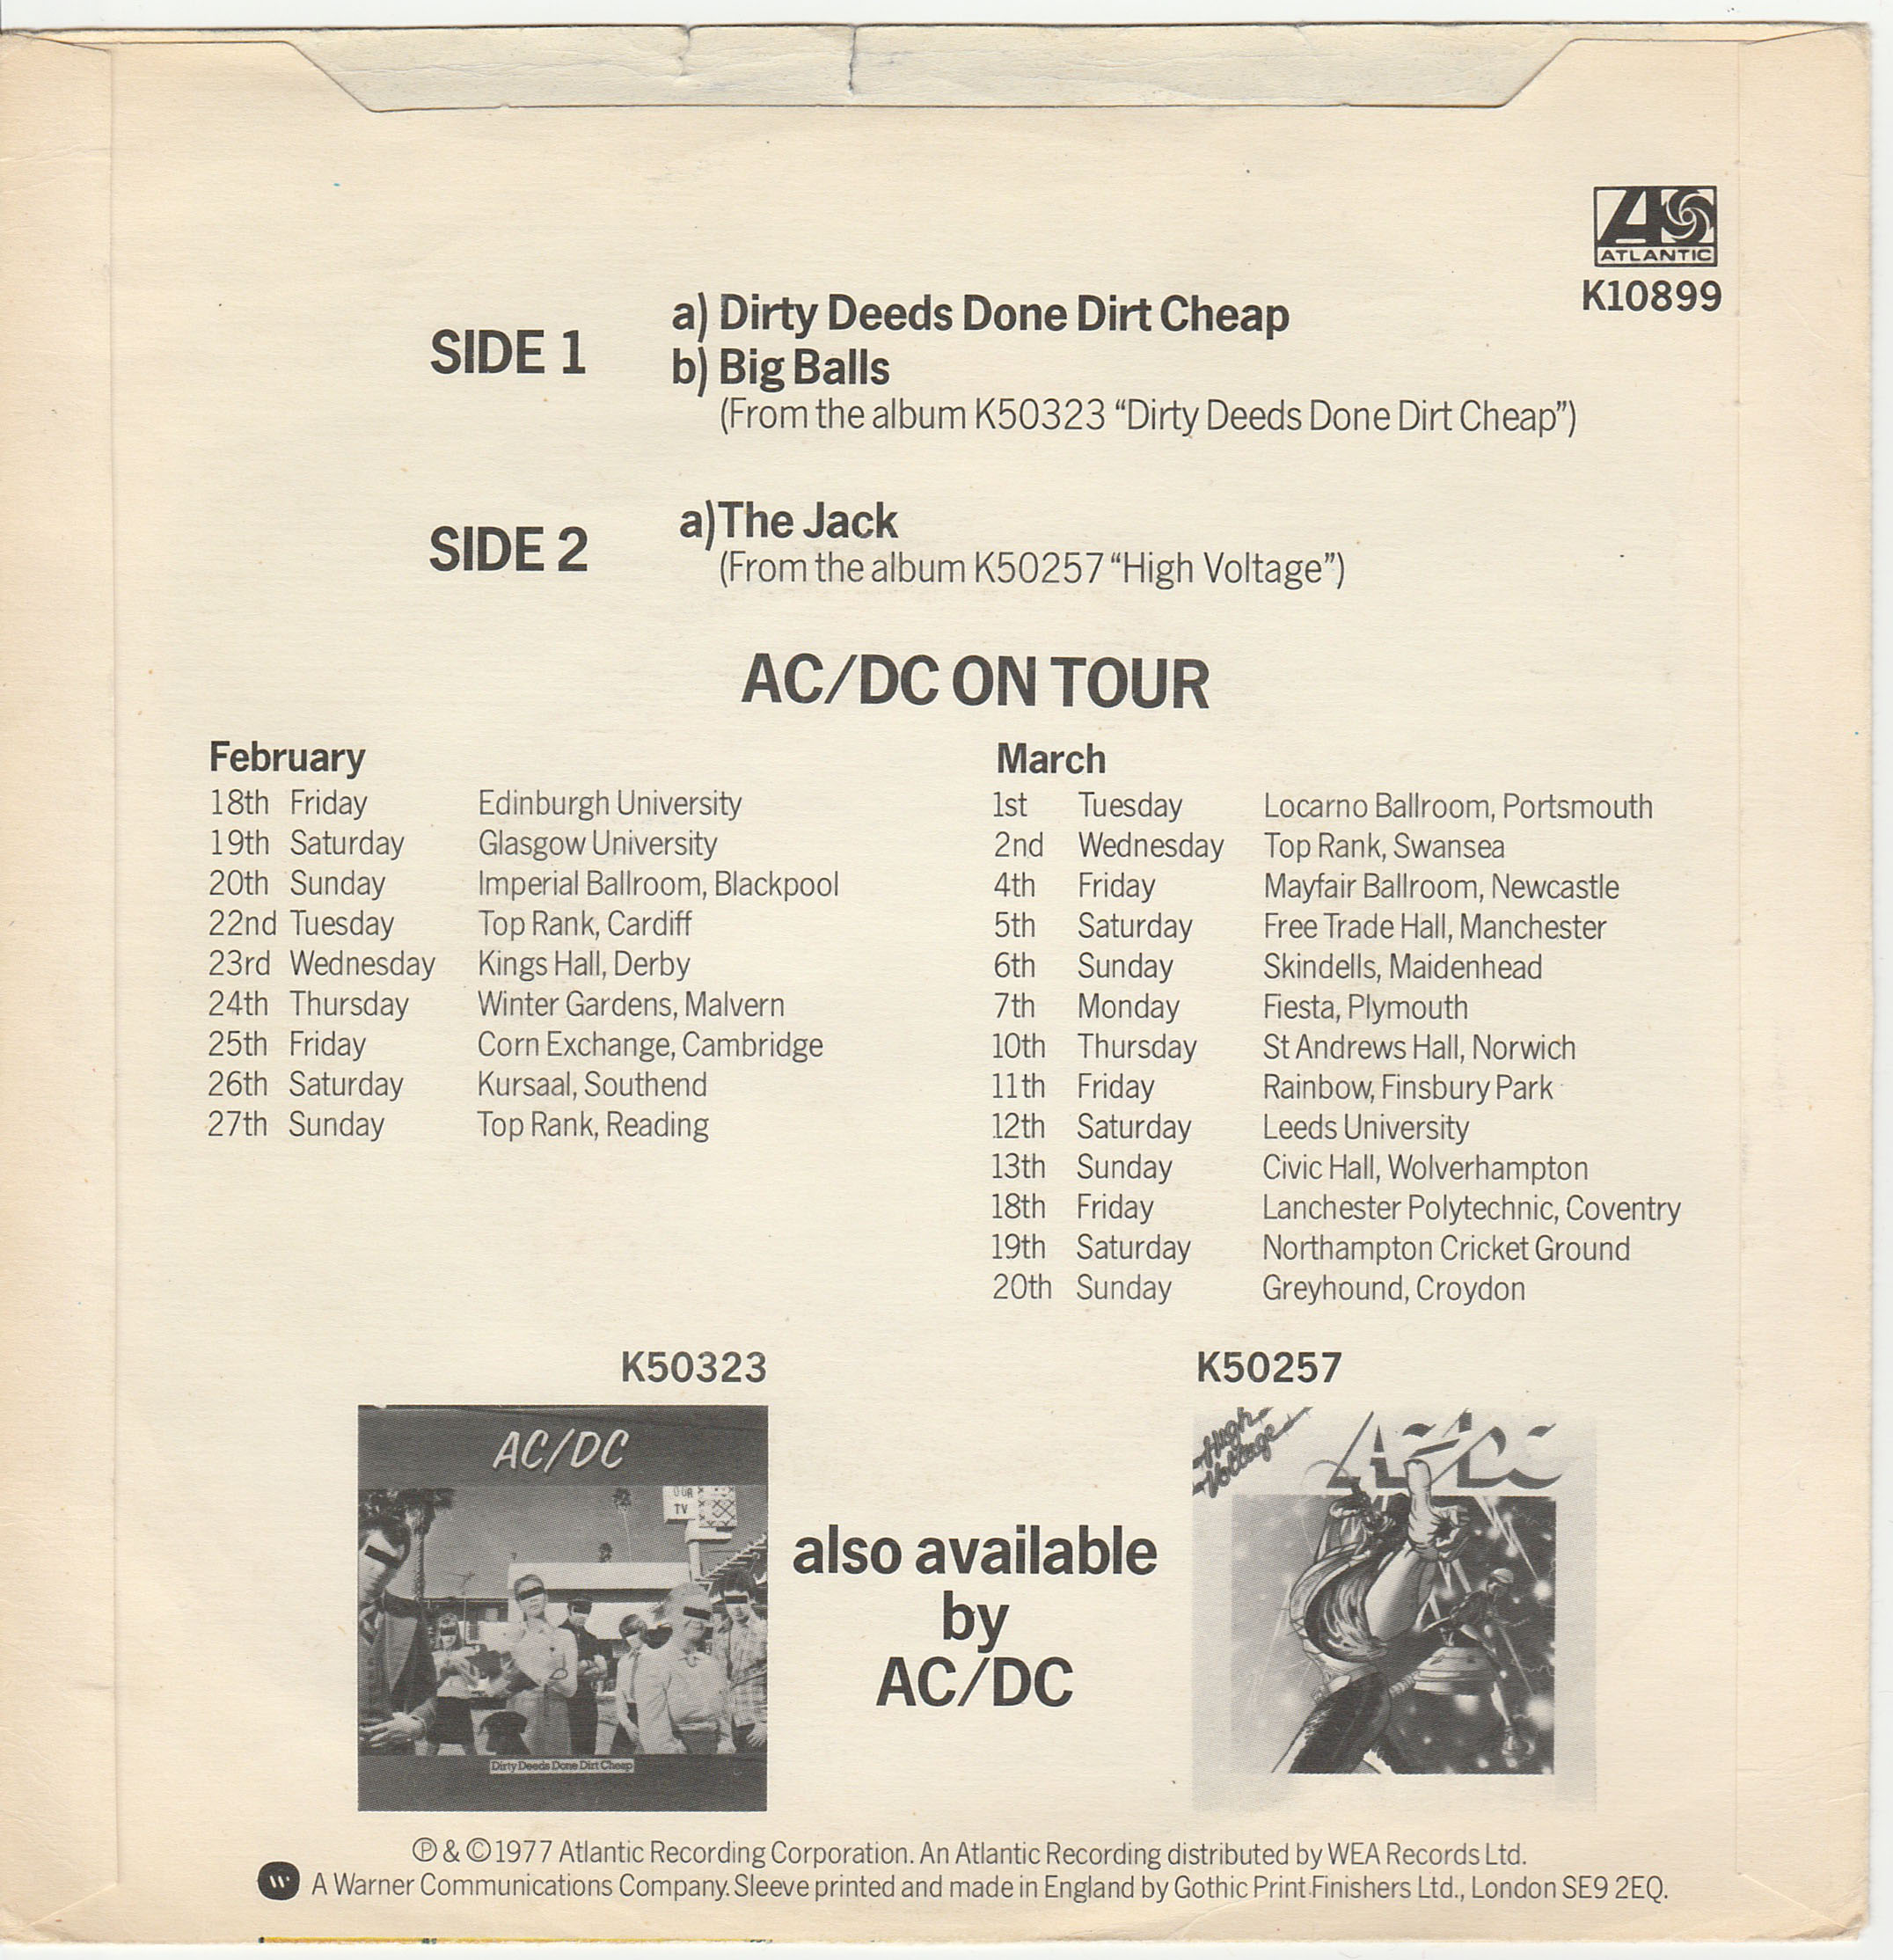 ATLANTIC
K10899
SIDE 1
a) Dirty Deeds Done Dirt Cheap
b) Big Balls
(From the album K50323 “Dirty Deeds Done Dirt Cheap”)
SIDE 2
a)The Jack
(From the album K50257 “High Voltage”)
AC/DC ON TOUR
February
18th Friday Edinburgh University
19th Saturday Glasgow University
20th Sunday Imperial Ballroom, Blackpool
22nd Tuesday Top Rank, Cardiff
23rd Wednesday Kings Hall, Derby
24th Thursday Winter Gardens, Malvern
25th Friday Corn Exchange, Cambridge
26th Saturday Kursaal, Southend
27th Sunday Top Rank, Reading
March
1st Tuesday Locarno Ballroom, Portsmouth
2nd Wednesday Top Rank, Swansea
4th Friday Mayfair Ballroom, Newcastle
5th Saturday Free Trade Hall, Manchester
6th Sunday Skindells, Maidenhead
7th Monday Fiesta, Plymouth
10th Thursday St Andrews Hall, Norwich
11th Friday Rainbow, Finsbury Park
12th Saturday Leeds University
13th Sunday Civic Hall, Wolverhampton
18th Friday Lanchester Polytechnic, Coventry
19th Saturday Northampton Cricket Ground
20th Sunday Greyhound, Croydon
K50323
AC/DC
OUR
TV
Dirty Deeds Done Dirt Cheap
also available
by
AC/DC
K50257
High
Voltage
AC/DC
Ⓟ & © 1977 Atlantic Recording Corporation. An Atlantic Recording distributed by WEA Records Ltd.
A Warner Communications Company. Sleeve printed and made in England by Gothic Print Finishers Ltd., London SE9 2EQ.